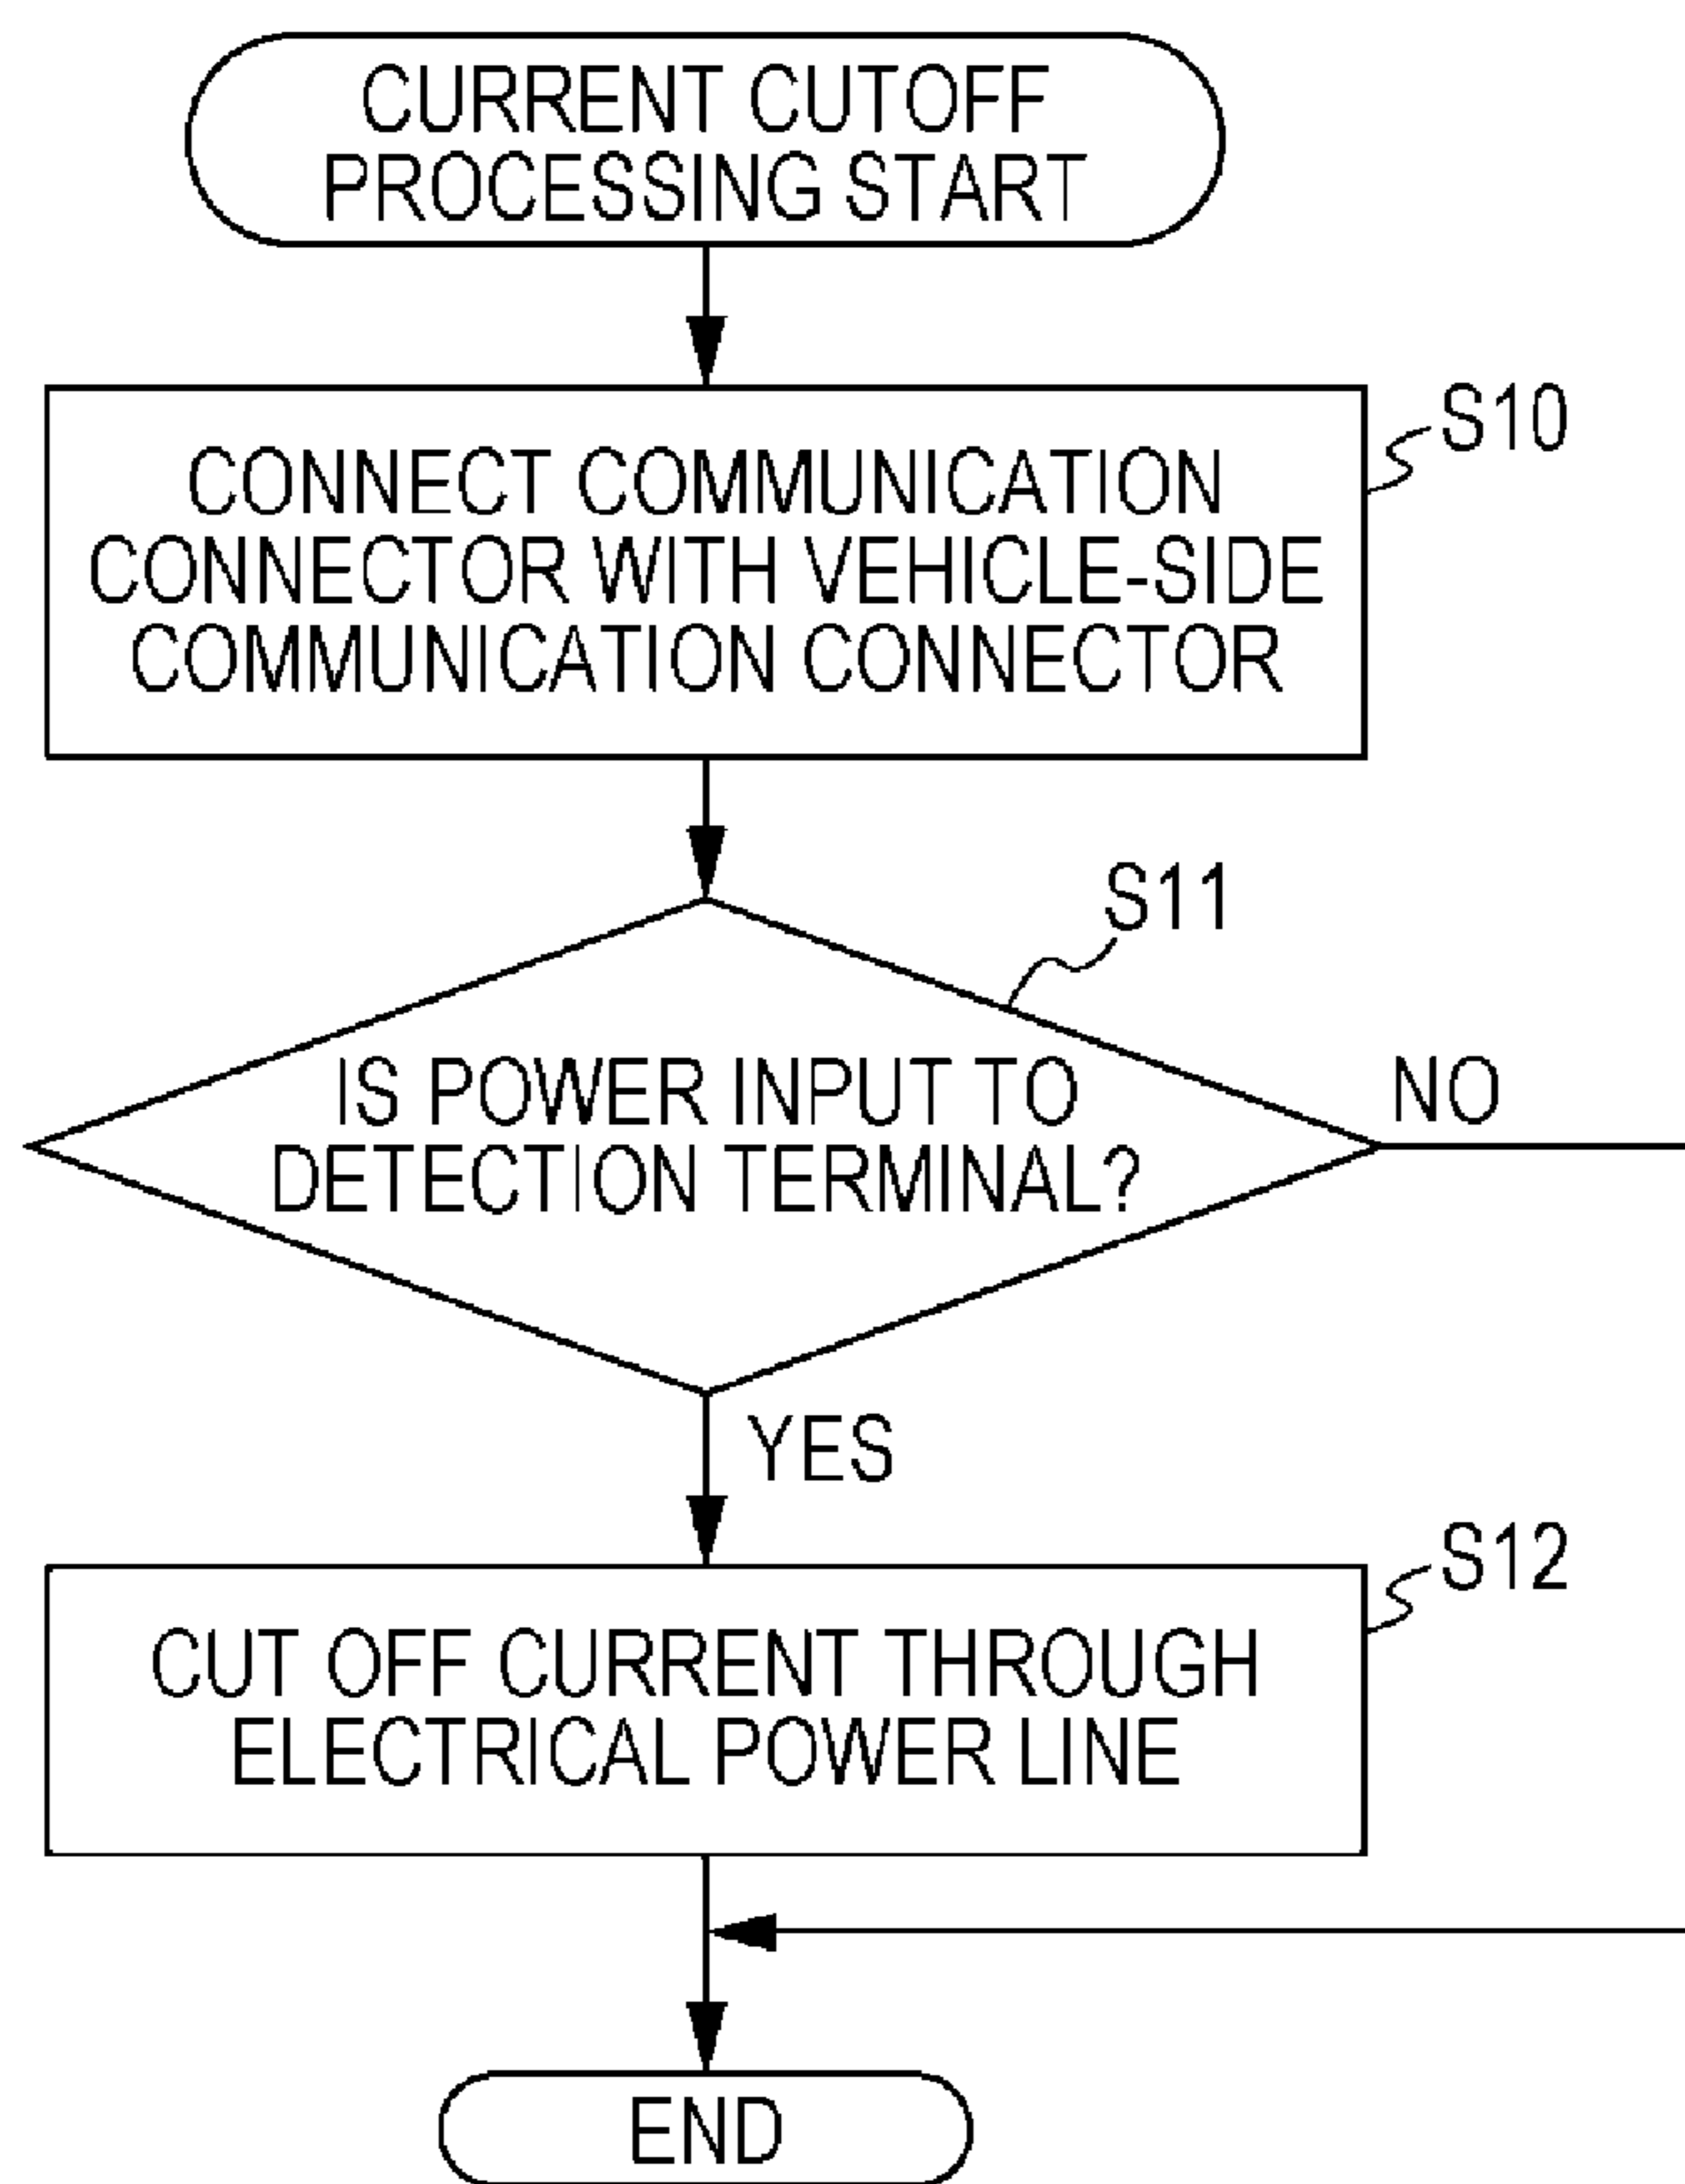 CURRENT CUTOFF
PROCESSING START
S10
CONNECT COMMUNICATION
CONNECTOR WITH VEHICLE-SIDE
COMMUNICATION CONNECTOR
S11
IS POWER INPUT TO
DETECTION TERMINAL?
NO
YES
S12
CUT OFF CURRENT THROUGH
ELECTRICAL POWER LINE
END